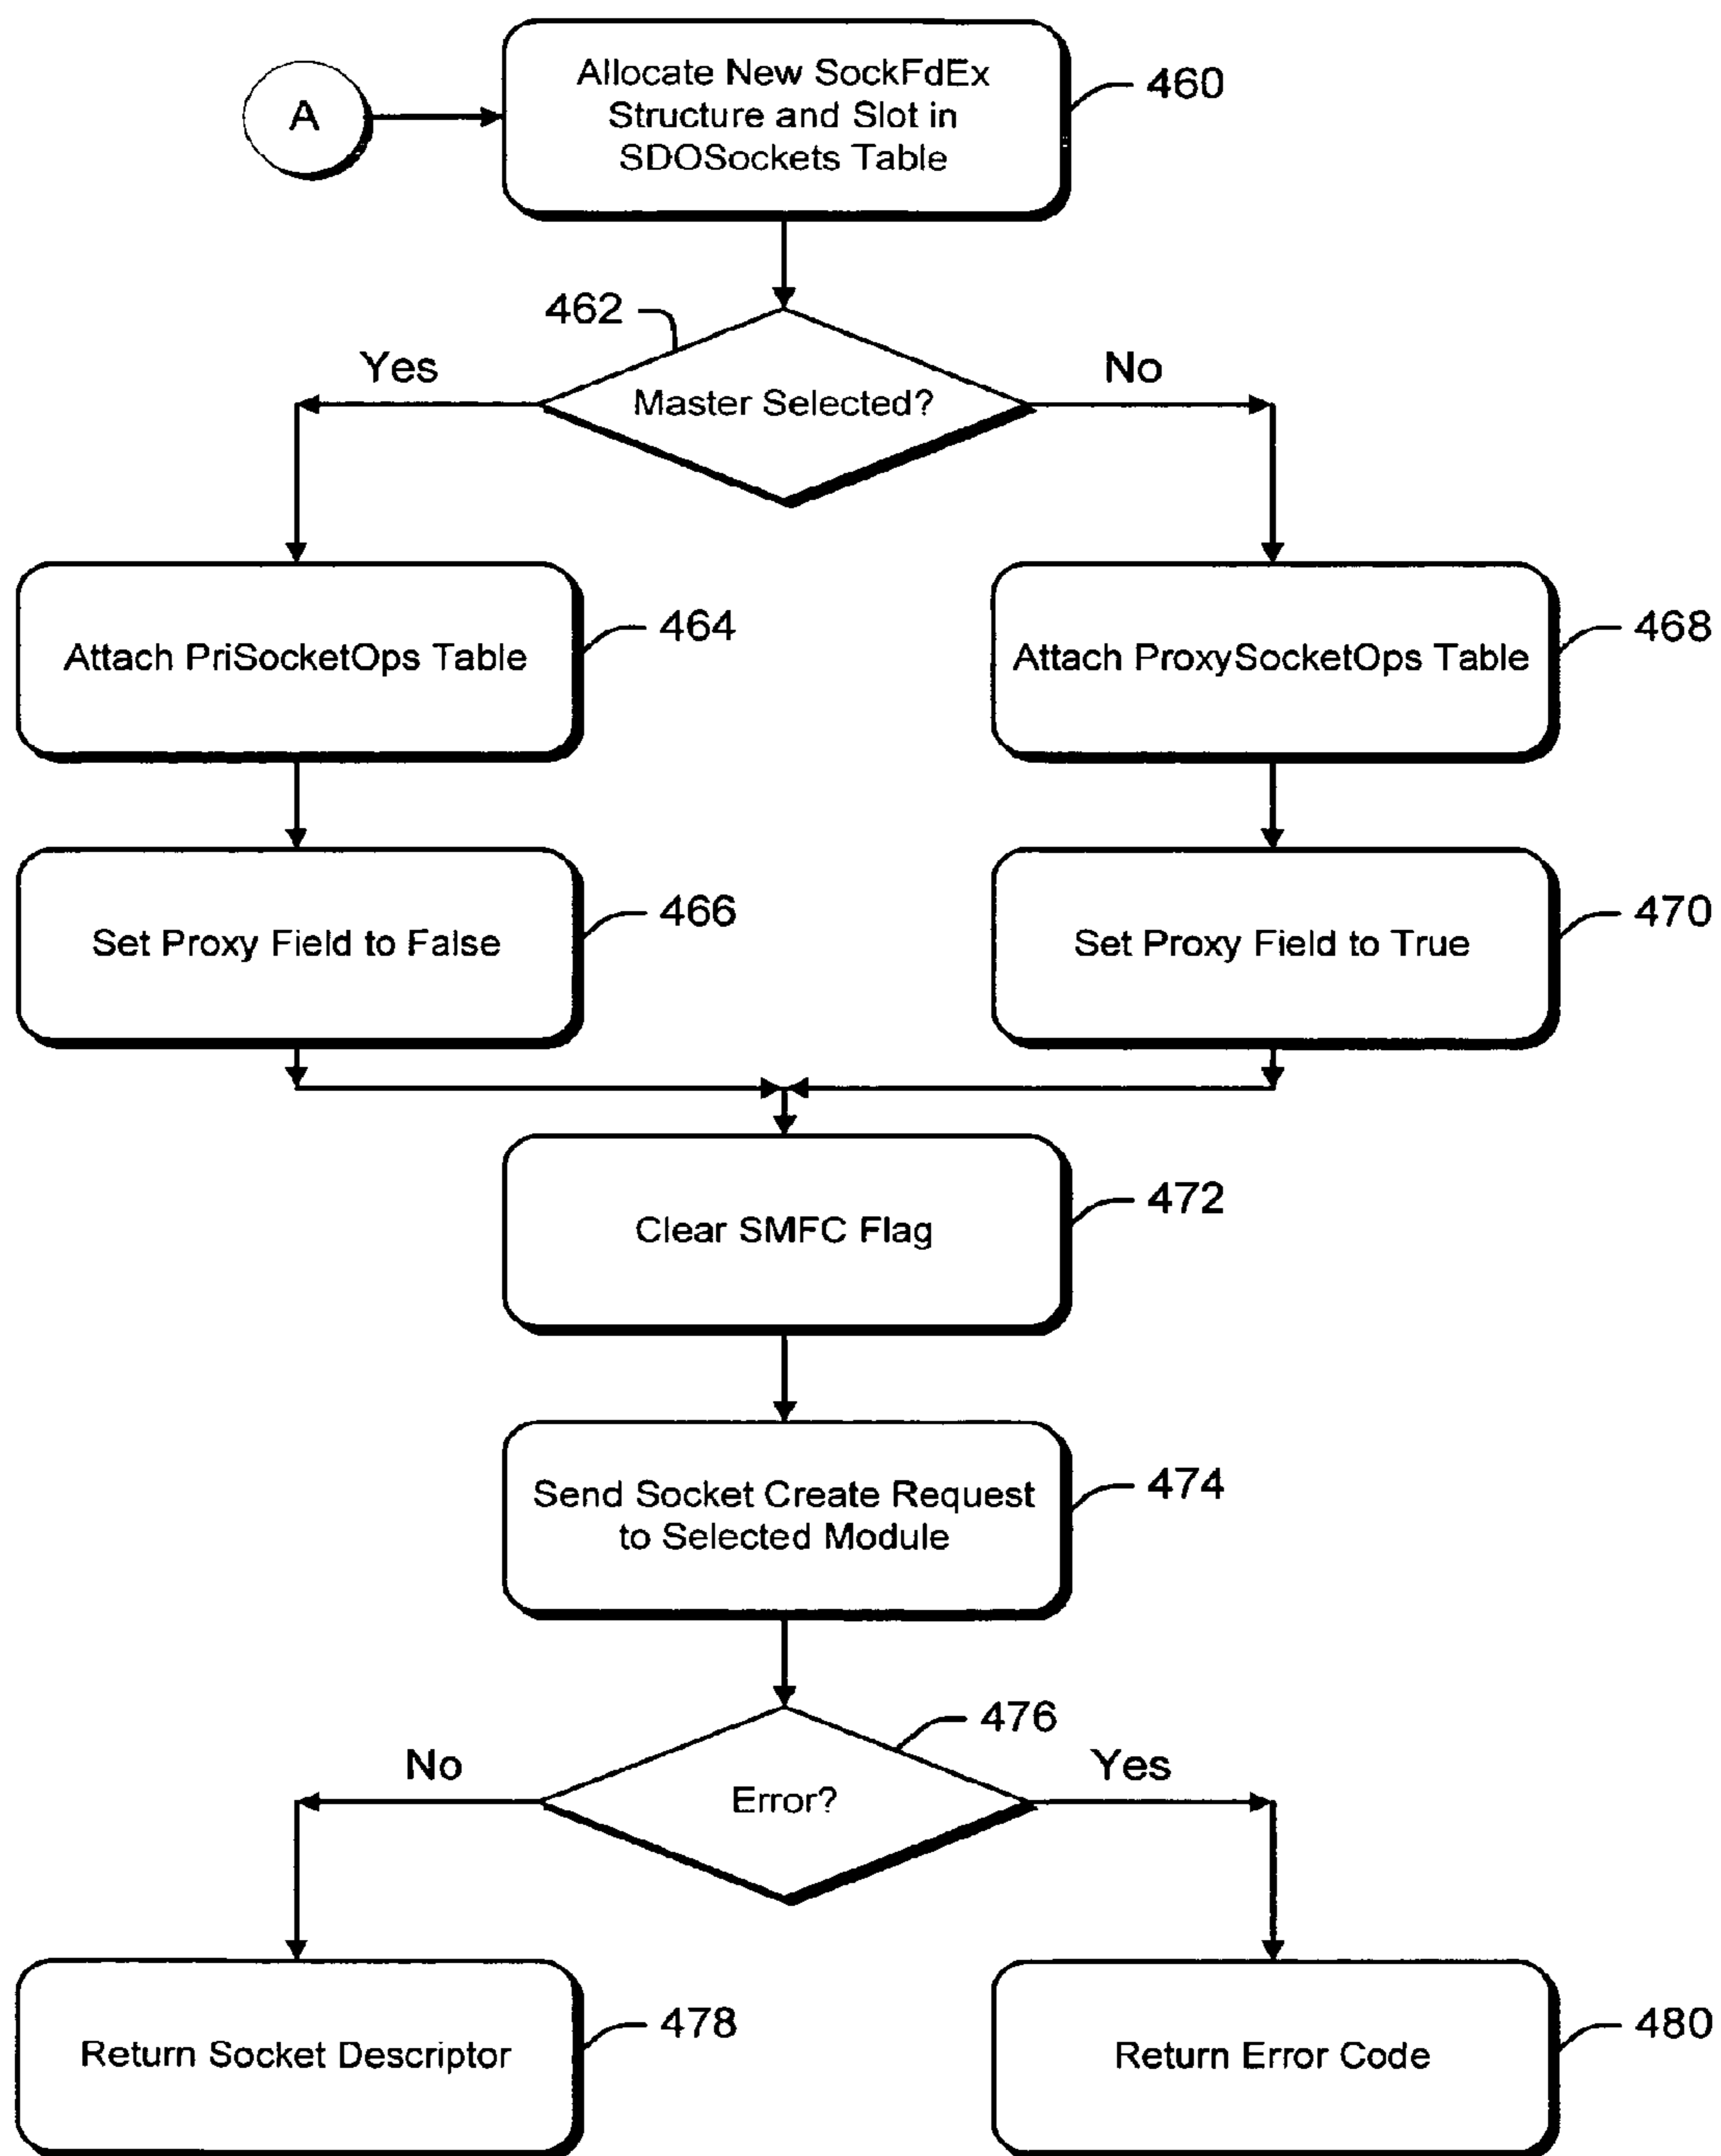 A
Allocate New SockFdEx
Structure and Slot in
SDOSockets Table
460
462
Yes
No
Master Selected?
Attach PriSocketOps Table
464
Attach ProxySocketOps Table
468
Set Proxy Field to False
466
Set Proxy Field to True
470
Clear SMFC Flag
472
Send Socket Create Request
to Selected Module
474
476
No
Yes
Error?
Return Socket Descriptor
478
Return Error Code
480